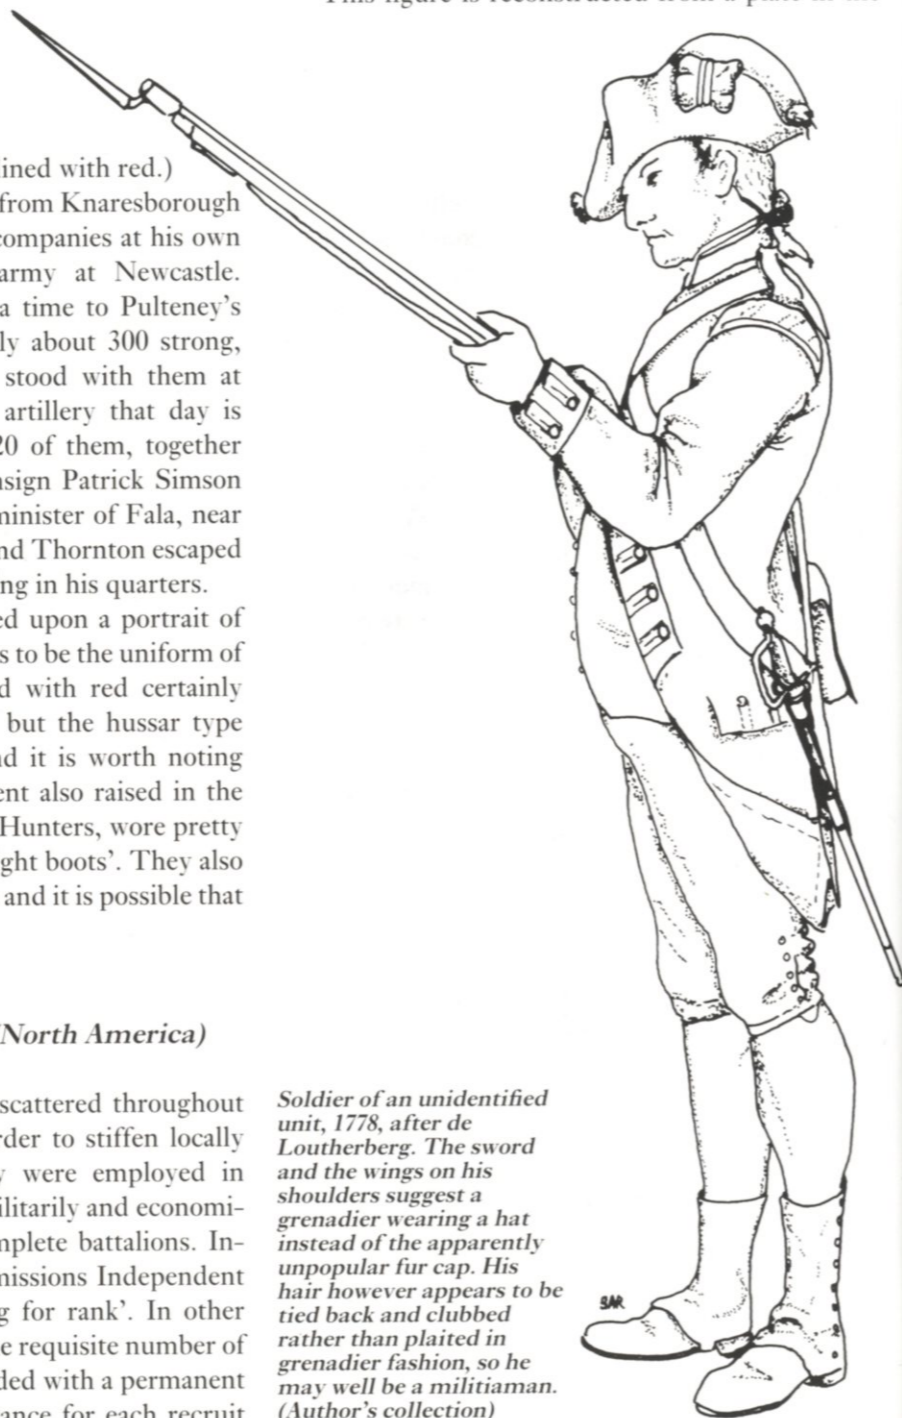 This figure is reconstructed from a plate in the
ined with red.)
from Knaresborough
companies at his own
army at Newcastle.
a time to Pulteney's
ly about 300 strong,
stood with them at
artillery that day is
20 of them, together
nsign Patrick Simson
minister of Fala, near
nd Thornton escaped
ng in his quarters.
ed upon a portrait of
s to be the uniform of
d with red certainly
but the hussar type
nd it is worth noting
ent also raised in the
Hunters, wore pretty
ght boots'. They also
and it is possible that
North America)
scattered throughout
rder to stiffen locally
y were employed in
ilitarily and economi-
mplete battalions. In-
missions Independent
g for rank'. In other
e requisite number of
ded with a permanent
ance for each recruit
Soldier of an unidentified
unit, 1778, after de
Loutherberg. The sword
and the wings on his
shoulders suggest a
grenadier wearing a hat
instead of the apparently
unpopular fur cap. His
hair however appears to be
tied back and clubbed
rather than plaited in
grenadier fashion, so he
may well be a militiaman.
(Author's collection)
SAR